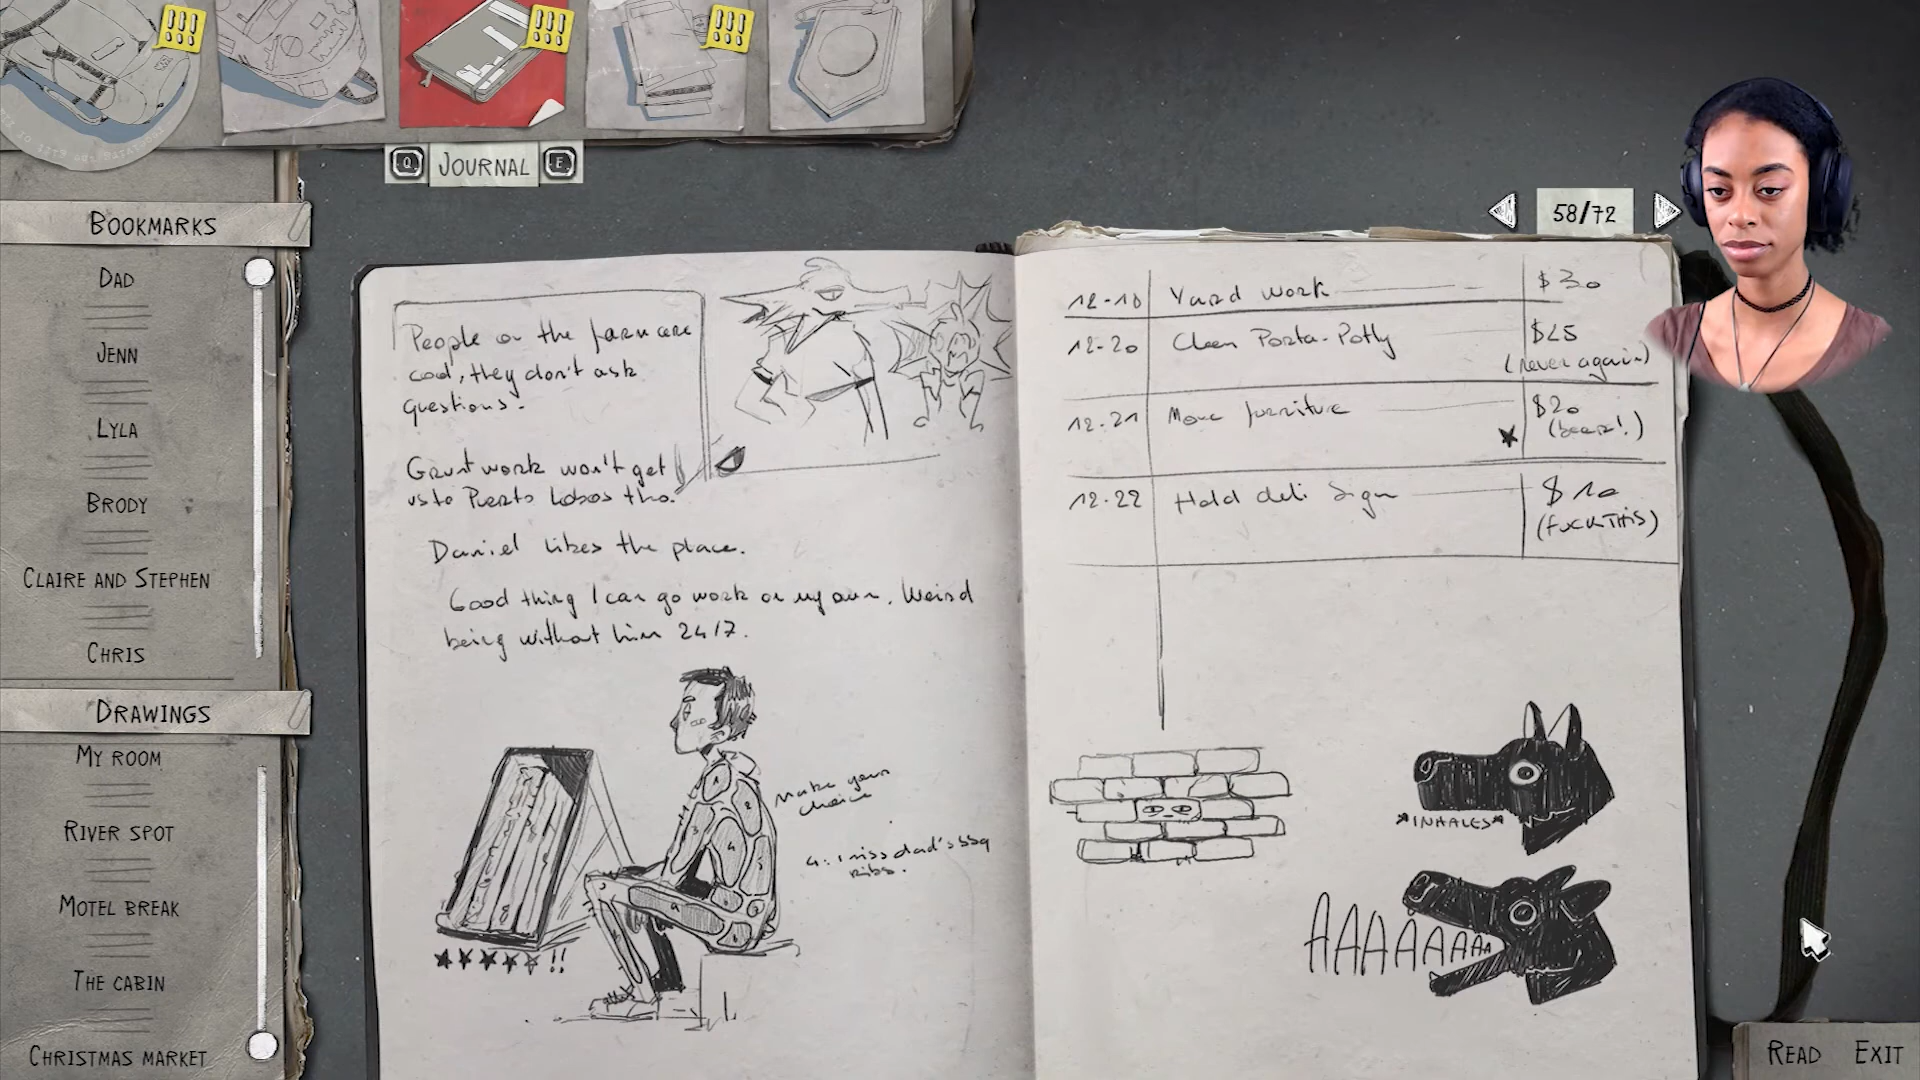 JOURNAL
Q
E
BOOKMARKS
DAD
JENN
LYLA
BRODY
CLAIRE AND STEPHEN
CHRIS
DRAWINGS
MY ROOM
RIVER SPOT
MOTEL BREAK
THE CABIN
CHRISTMAS MARKET
58/72
People on the farm are
cool, they don't ask
questions.
Grunt work won't get
us to Puerto Lobos tho.
Daniel likes the place.
Good thing I can go work on my own. Weird
being without him 24/7.
Make your
choice
4: I miss dad's bbq
ribs.
!!
12-18 Yard work $30
12-20 Clean Porta-Potty $25
(never again)
12-21 Move furniture $20
(beer!)
12-22 Hold deli sign $10
(FUCK THIS)
*INHALES*
AAAAAAAAA
READ
EXIT